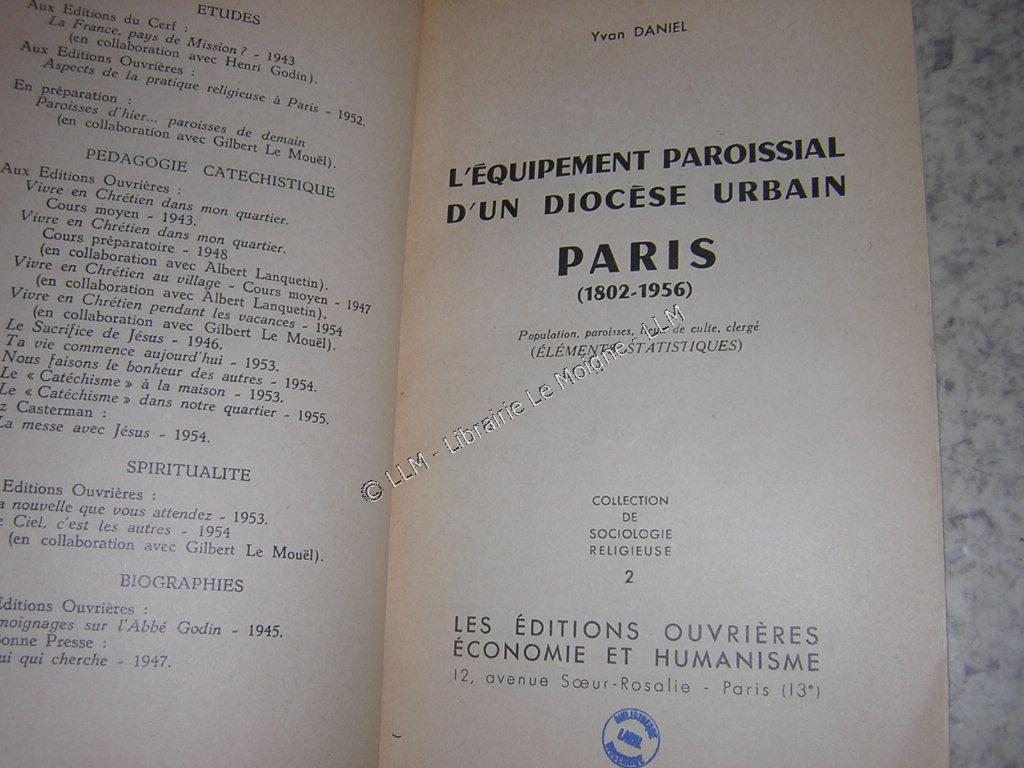 ETUDES
Aux Editions du Cerf :
La France, pays de Mission ? - 1943
(en collaboration avec Henri Godin).
Aux Editions Ouvrières :
Aspects de la pratique religieuse à Paris - 1952.
En préparation :
Paroisses d'hier... paroisses de demain
(en collaboration avec Gilbert Le Mouël).
PEDAGOGIE CATECHISTIQUE
Aux Editions Ouvrières :
Vivre en Chrétien dans mon quartier.
Cours moyen - 1943.
Vivre en Chrétien dans mon quartier.
Cours préparatoire - 1948
(en collaboration avec Albert Lanquetin).
Vivre en Chrétien au village - Cours moyen - 1947
(en collaboration avec Albert Lanquetin).
Vivre en Chrétien pendant les vacances - 1954
(en collaboration avec Gilbert Le Mouël).
Le Sacrifice de Jésus - 1946.
Ta vie commence aujourd'hui - 1953.
Nous faisons le bonheur des autres - 1954.
Le « Catéchisme » à la maison - 1953.
Le « Catéchisme » dans notre quartier - 1955.
z Casterman :
La messe avec Jésus - 1954.
SPIRITUALITE
Editions Ouvrières :
a nouvelle que vous attendez - 1953.
e Ciel, c'est les autres - 1954
(en collaboration avec Gilbert Le Mouël).
BIOGRAPHIES
Editions Ouvrières :
moignages sur l'Abbé Godin - 1945.
Bonne Presse :
ui qui cherche - 1947.
Yvan DANIEL
L'ÉQUIPEMENT PAROISSIAL
D'UN DIOCÈSE URBAIN
PARIS
(1802-1956)
Population, paroisses, lieux de culte, clergé
(ÉLÉMENTS STATISTIQUES)
© LLM - Librairie Le Moigne - LLM
COLLECTION
DE
SOCIOLOGIE
RELIGIEUSE
2
LES ÉDITIONS OUVRIÈRES
ÉCONOMIE ET HUMANISME
12, avenue Sœur-Rosalie - Paris (13e)
BIBLIOTHÈQUE
LAVAL